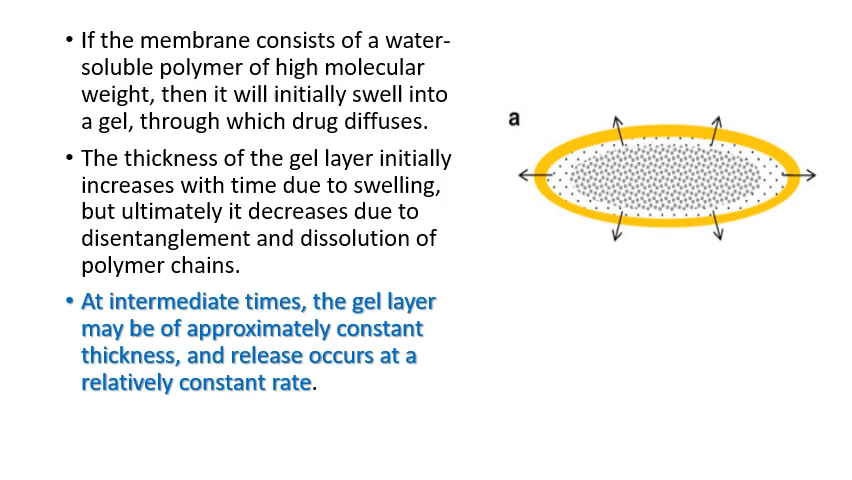 • If the membrane consists of a water-
soluble polymer of high molecular
weight, then it will initially swell into
a gel, through which drug diffuses.
• The thickness of the gel layer initially
increases with time due to swelling,
but ultimately it decreases due to
disentanglement and dissolution of
polymer chains.
• At intermediate times, the gel layer
may be of approximately constant
thickness, and release occurs at a
relatively constant rate.
a